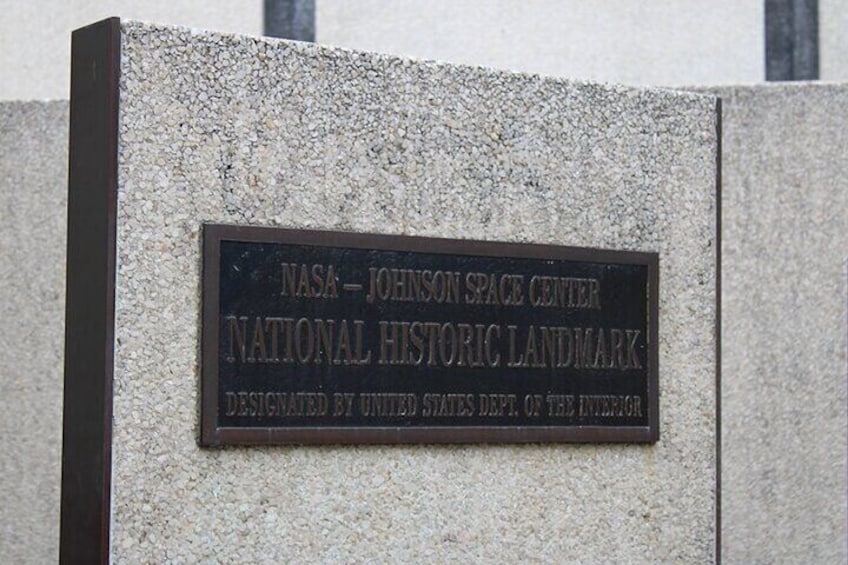 NASA – JOHNSON SPACE CENTER
NATIONAL HISTORIC LANDMARK
DESIGNATED BY UNITED STATES DEPT. OF THE INTERIOR